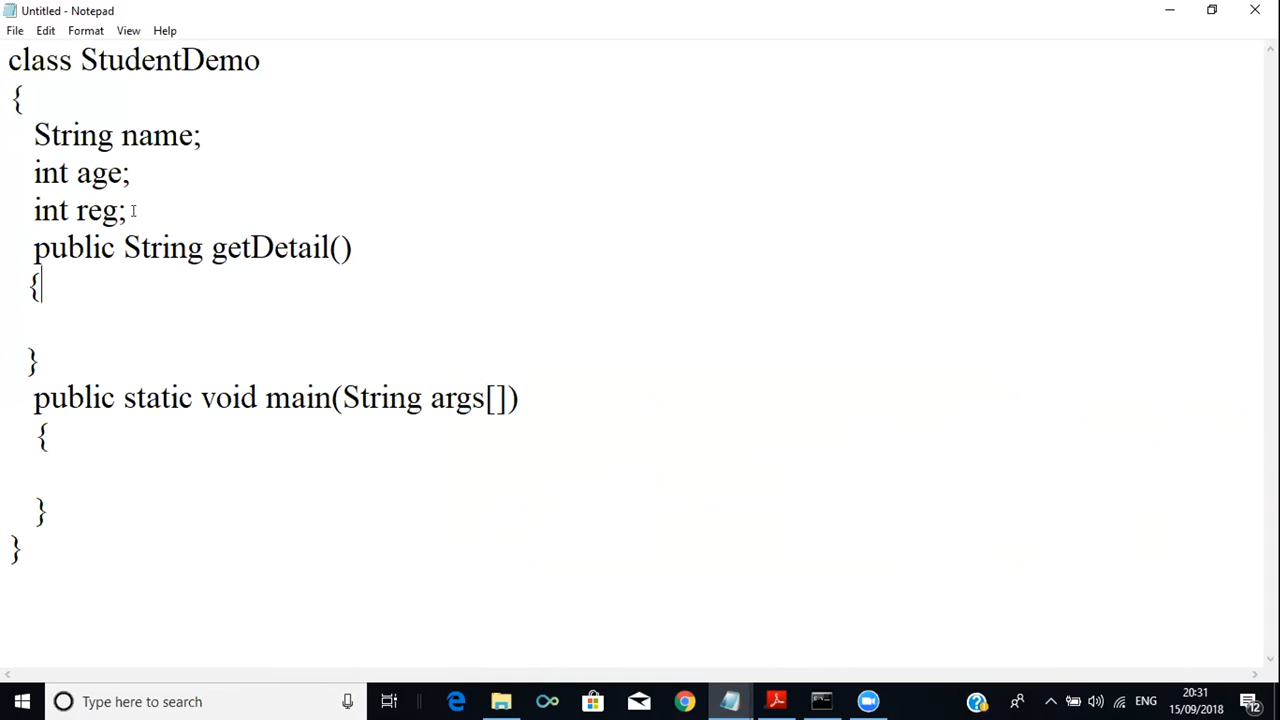 Untitled - Notepad
File Edit Format View Help
class StudentDemo
{
String name;
int age;
int reg;
public String getDetail()
{
}
public static void main(String args[])
{
}
}
Type here to search
ENG
20:31
15/09/2018
12